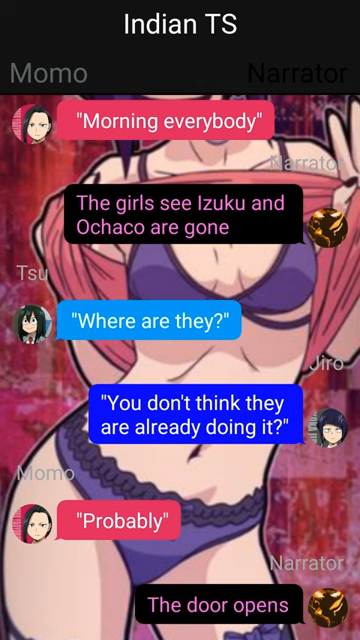 Indian TS
Momo
Narrator
"Morning everybody"
Narrator
The girls see Izuku and
Ochaco are gone
Tsu
"Where are they?"
Jiro
"You don't think they
are already doing it?"
Momo
"Probably"
Narrator
The door opens